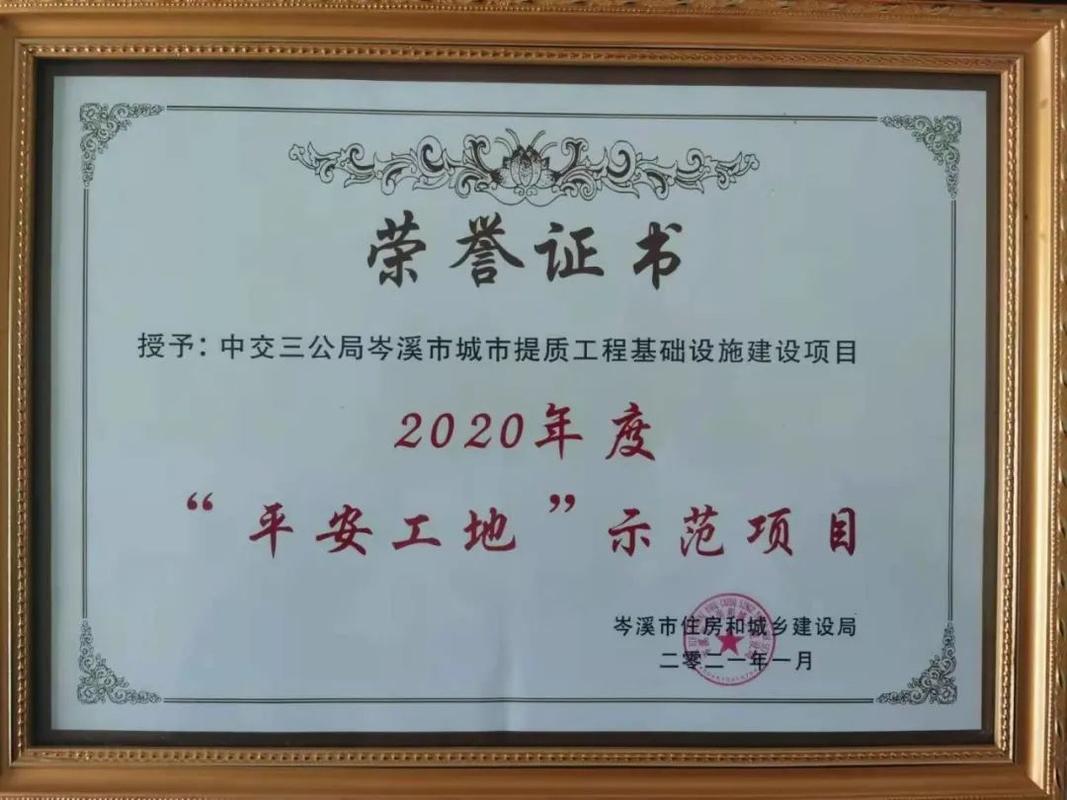 荣誉证书
授予：中交三公局岑溪市城市提质工程基础设施建设项目
2020年度
“平安工地”示范项目
岑溪市住房和城乡建设局
二零二一年一月